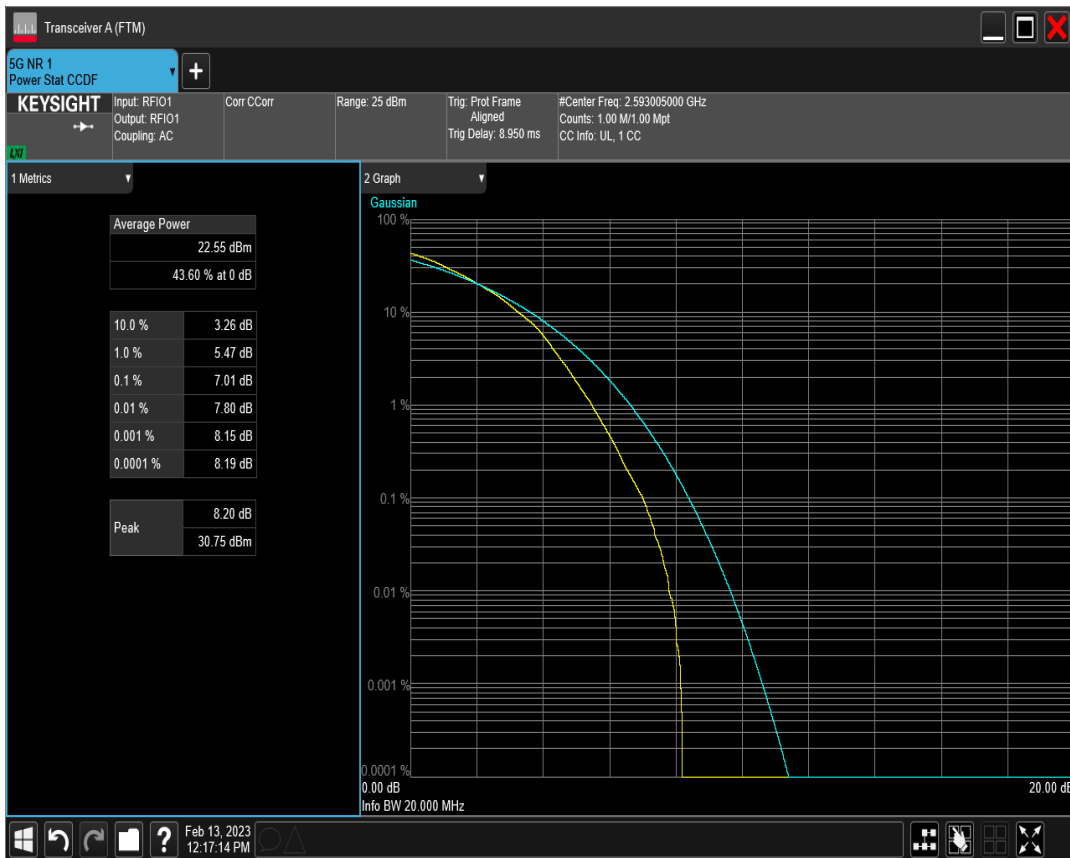 Transceiver A (FTM)
5G NR 1
Power Stat CCDF
+
KEYSIGHT
LXI
Input: RFIO1
Output: RFIO1
Coupling: AC
Corr CCorr
Range: 25 dBm
Trig: Prot Frame
Aligned
Trig Delay: 8.950 ms
#Center Freq: 2.593005000 GHz
Counts: 1.00 M/1.00 Mpt
CC Info: UL, 1 CC
1 Metrics
Average Power
22.55 dBm
43.60 % at 0 dB
10.0 % 3.26 dB
1.0 % 5.47 dB
0.1 % 7.01 dB
0.01 % 7.80 dB
0.001 % 8.15 dB
0.0001 % 8.19 dB
Peak
8.20 dB
30.75 dBm
2 Graph
Gaussian
100 %
10 %
1 %
0.1 %
0.01 %
0.001 %
0.0001 %
0.00 dB 20.00 dB
Info BW 20.000 MHz
?
Feb 13, 2023
12:17:14 PM